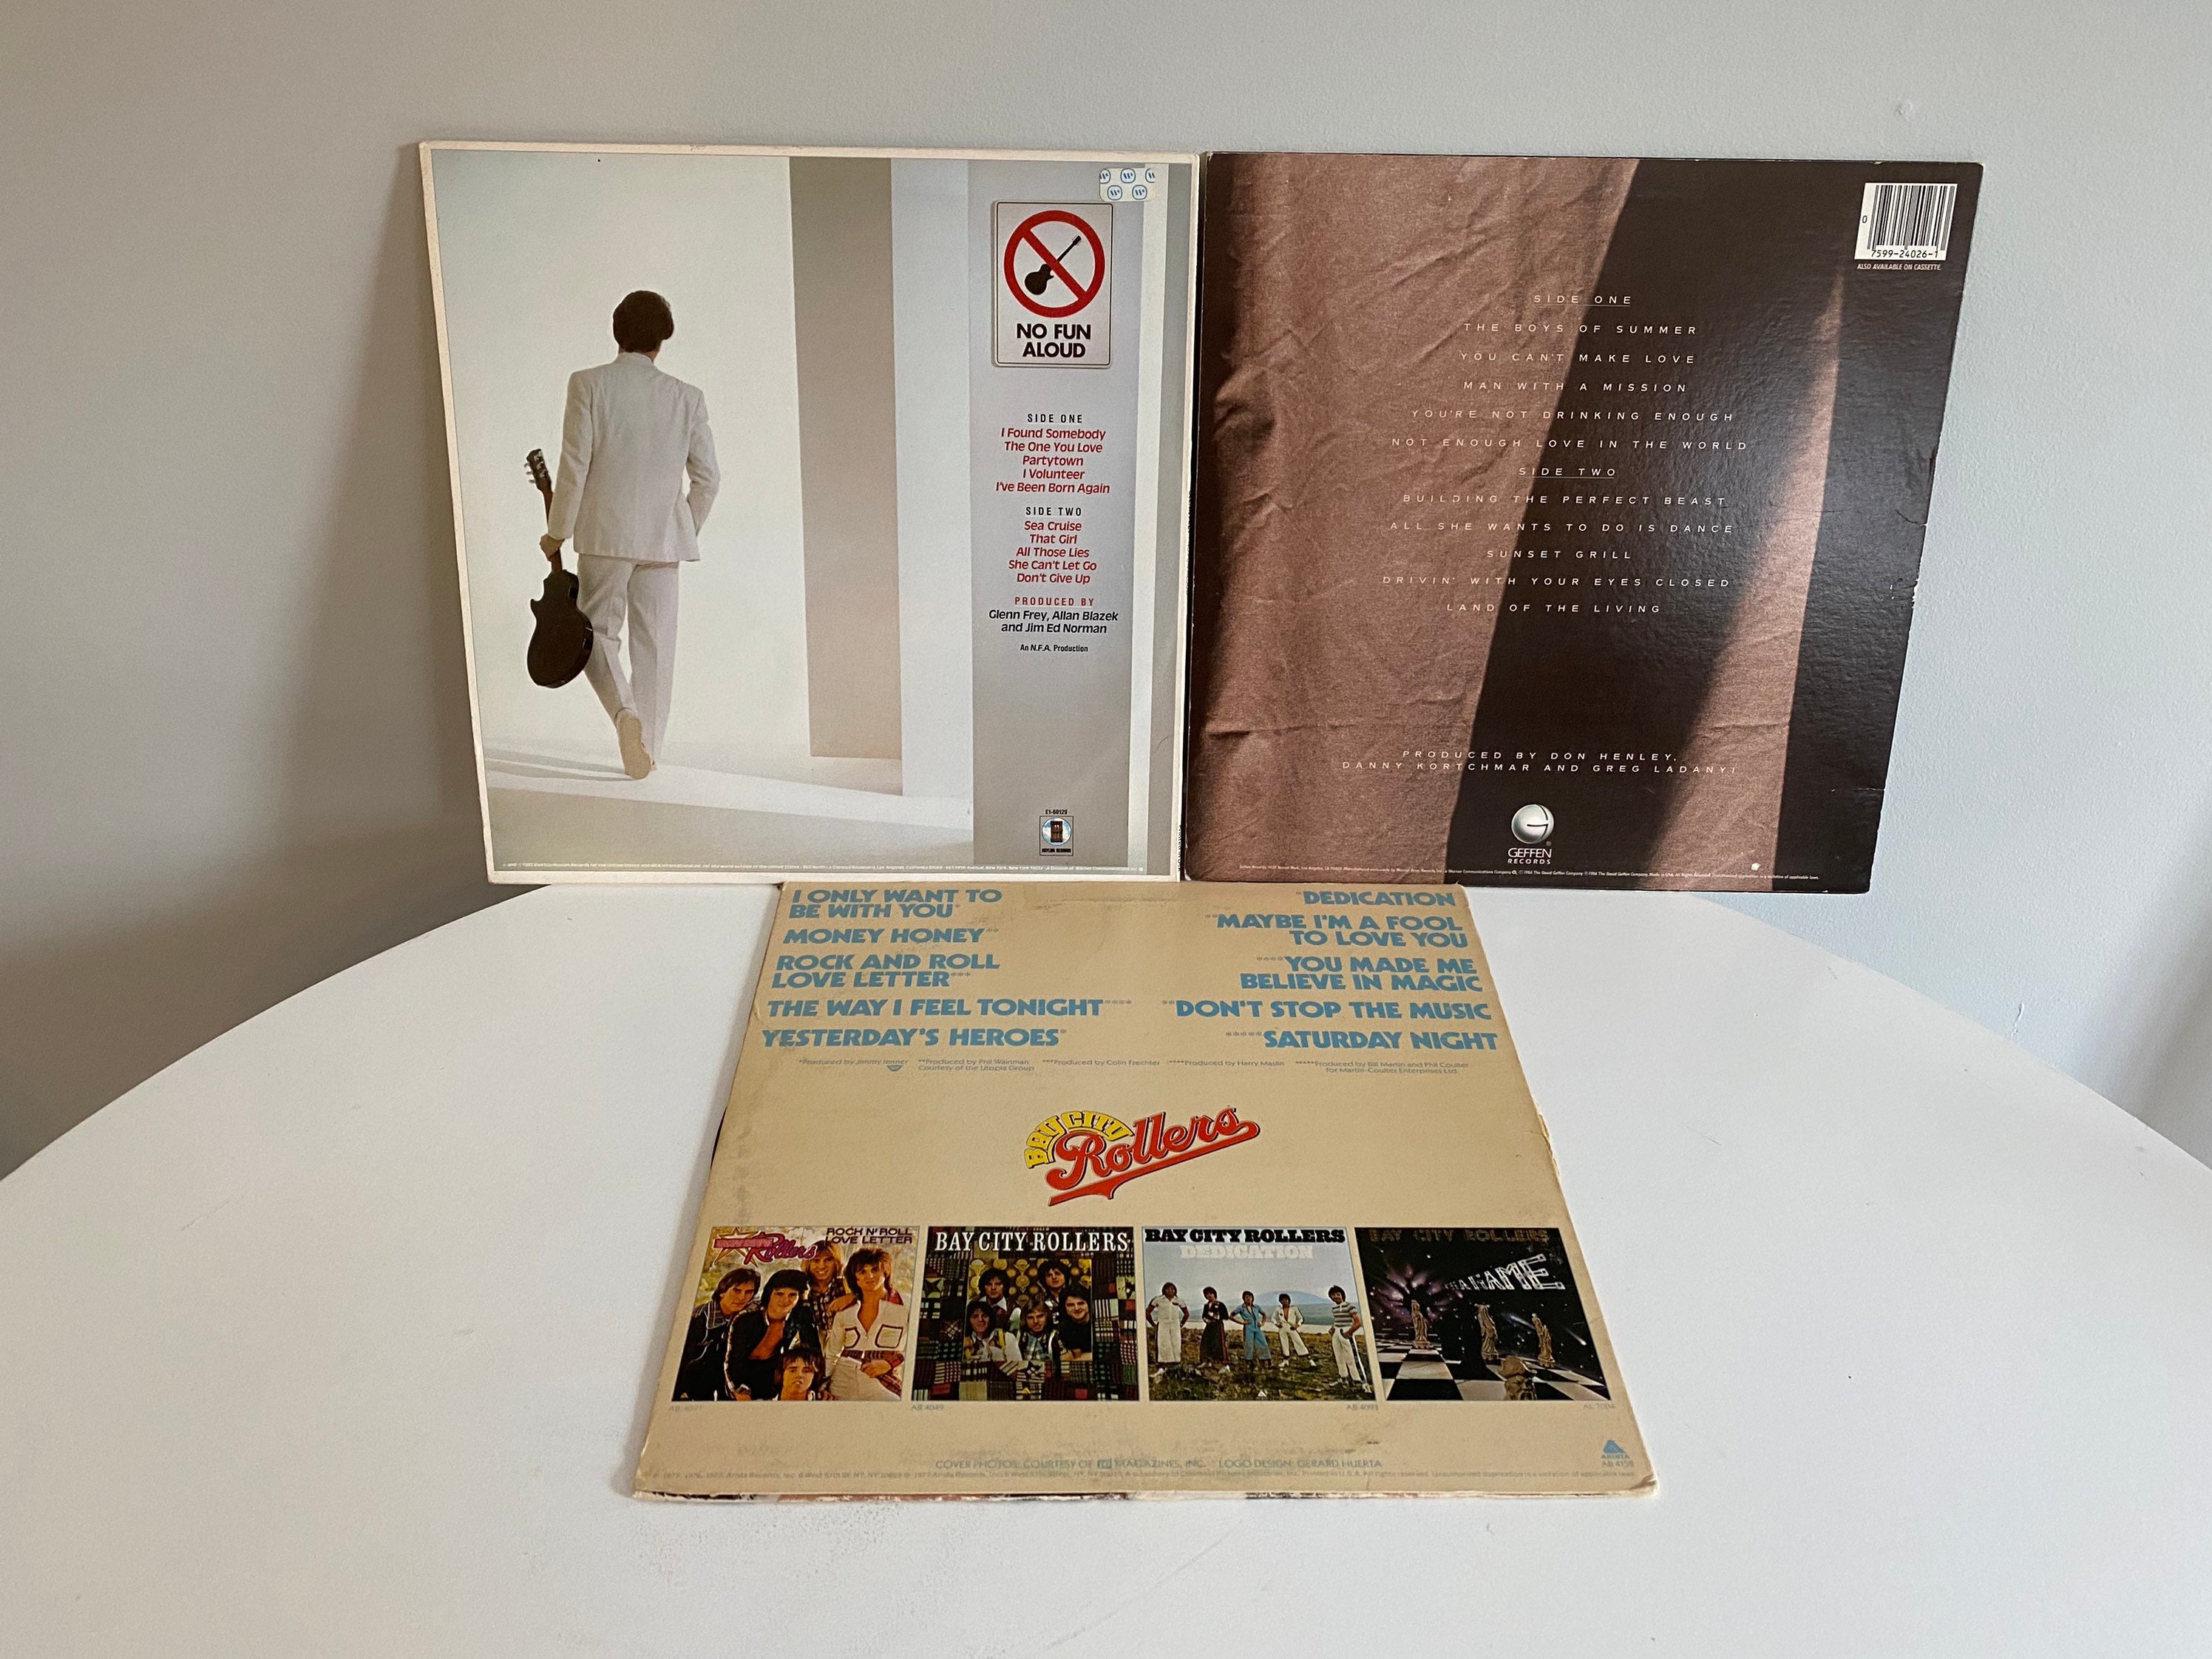 NO FUN
ALOUD
SIDE ONE
I Found Somebody
The One You Love
Partytown
I Volunteer
I've Been Born Again
SIDE TWO
Sea Cruise
That Girl
All Those Lies
She Can't Let Go
Don't Give Up
PRODUCED BY
Glenn Frey, Allan Blazek
and Jim Ed Norman
An N.F.A. Production
E1-60129
ASYLUM RECORDS
0
7599-24026-1
ALSO AVAILABLE ON CASSETTE.
SIDE ONE
THE BOYS OF SUMMER
YOU CAN'T MAKE LOVE
MAN WITH A MISSION
YOU'RE NOT DRINKING ENOUGH
NOT ENOUGH LOVE IN THE WORLD
SIDE TWO
BUILDING THE PERFECT BEAST
ALL SHE WANTS TO DO IS DANCE
SUNSET GRILL
DRIVIN' WITH YOUR EYES CLOSED
LAND OF THE LIVING
PRODUCED BY DON HENLEY,
DANNY KORTCHMAR AND GREG LADANYI
GEFFEN
RECORDS
I ONLY WANT TO
BE WITH YOU*
MONEY HONEY**
ROCK AND ROLL
LOVE LETTER***
THE WAY I FEEL TONIGHT****
YESTERDAY'S HEROES*
*DEDICATION
**MAYBE I'M A FOOL
TO LOVE YOU
****YOU MADE ME
BELIEVE IN MAGIC
**DON'T STOP THE MUSIC
*****SATURDAY NIGHT
*Produced by Jimmy Ienner **Produced by Phil Wainman ***Produced by Colin Frechter ****Produced by Harry Maslin *****Produced by Bill Martin and Phil Coulter
Courtesy of the Utopia Group for Martin-Coulter Enterprises Ltd.
BAY CITY
Rollers
Rollers
ROCK N' ROLL
LOVE LETTER
BAY CITY ROLLERS
BAY CITY ROLLERS
DEDICATION
BAY CITY ROLLERS
AB 4049
AB 4093
COVER PHOTOS: COURTESY OF 16 MAGAZINES, INC. LOGO DESIGN: GERARD HUERTA
ARISTA
AB 4158